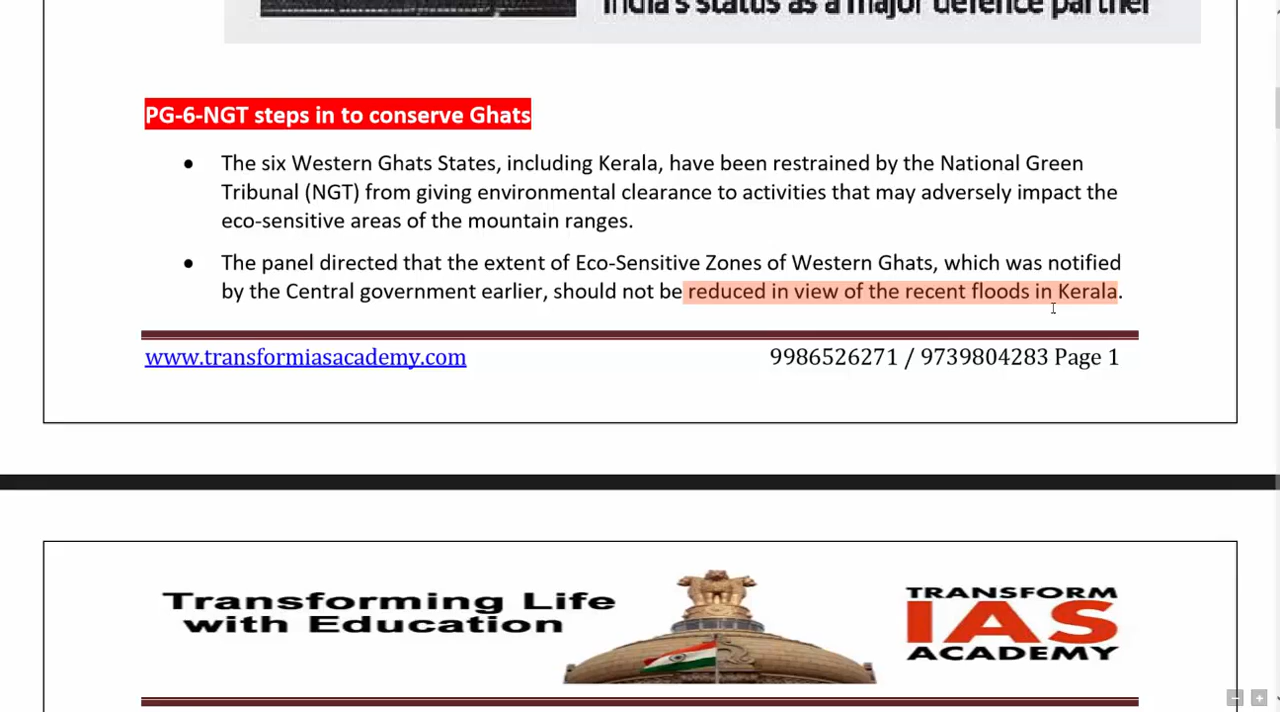 India's status as a major defence partner
PG-6-NGT steps in to conserve Ghats
• The six Western Ghats States, including Kerala, have been restrained by the National Green
Tribunal (NGT) from giving environmental clearance to activities that may adversely impact the
eco-sensitive areas of the mountain ranges.
• The panel directed that the extent of Eco-Sensitive Zones of Western Ghats, which was notified
by the Central government earlier, should not be reduced in view of the recent floods in Kerala.
www.transformiasacademy.com 9986526271 / 9739804283 Page 1
Transforming Life
with Education
TRANSFORM
IAS
ACADEMY